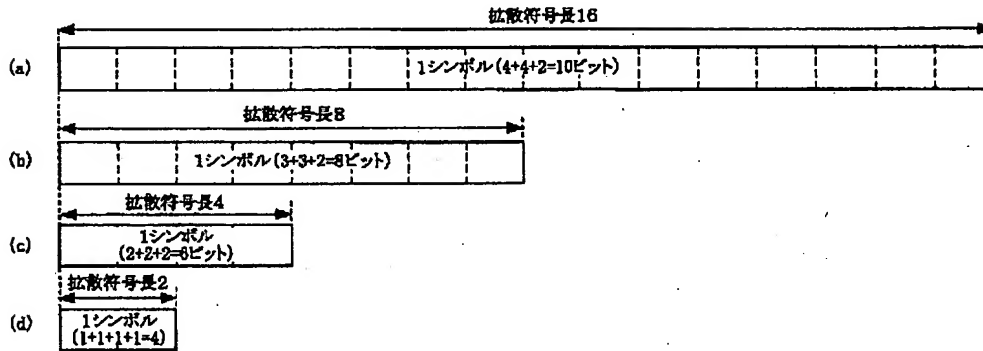 拡散符号長16
(a)
1シンボル(4+4+2=10ビット)
拡散符号長8
(b)
1シンボル(3+3+2=8ビット)
拡散符号長4
(c)
1シンボル
(2+2+2=6ビット)
拡散符号長2
(d)
1シンボル
(1+1+1+1=4)